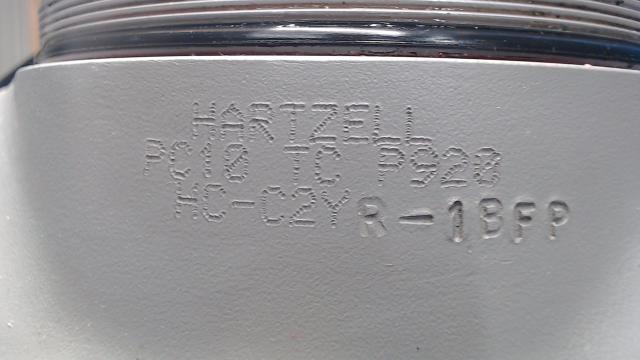 HARTZELL
PC10 TC P920
HC-C2YR-1BFP